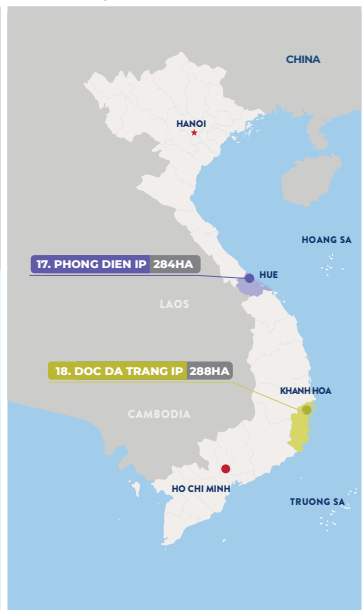 CHINA
HANOI
HOANG SA
17. PHONG DIEN IP 284HA
HUE
LAOS
18. DOC DA TRANG IP 288HA
KHANH HOA
CAMBODIA
HO CHI MINH
TRUONG SA